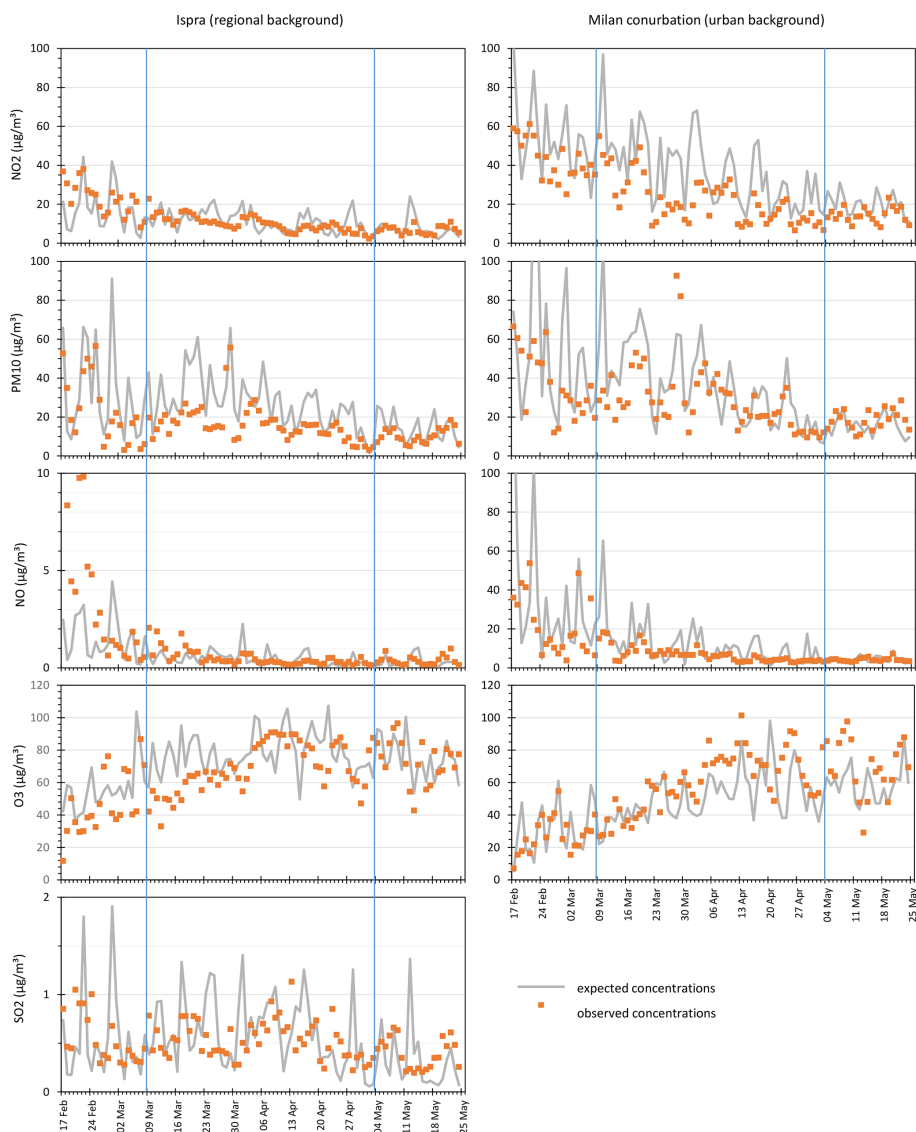 Ispra (regional background)
Milan conurbation (urban background)
NO2 (µg/m³)
100
80
60
40
20
0
100
80
60
40
20
0
PM10 (µg/m³)
100
80
60
40
20
0
100
80
60
40
20
0
NO (µg/m³)
10
5
0
100
80
60
40
20
0
O3 (µg/m³)
120
100
80
60
40
20
0
120
100
80
60
40
20
0
17 Feb
24 Feb
02 Mar
09 Mar
16 Mar
23 Mar
30 Mar
06 Apr
13 Apr
20 Apr
27 Apr
04 May
11 May
18 May
25 May
SO2 (µg/m³)
2
1
0
17 Feb
24 Feb
02 Mar
09 Mar
16 Mar
23 Mar
30 Mar
06 Apr
13 Apr
20 Apr
27 Apr
04 May
11 May
18 May
25 May
expected concentrations
observed concentrations